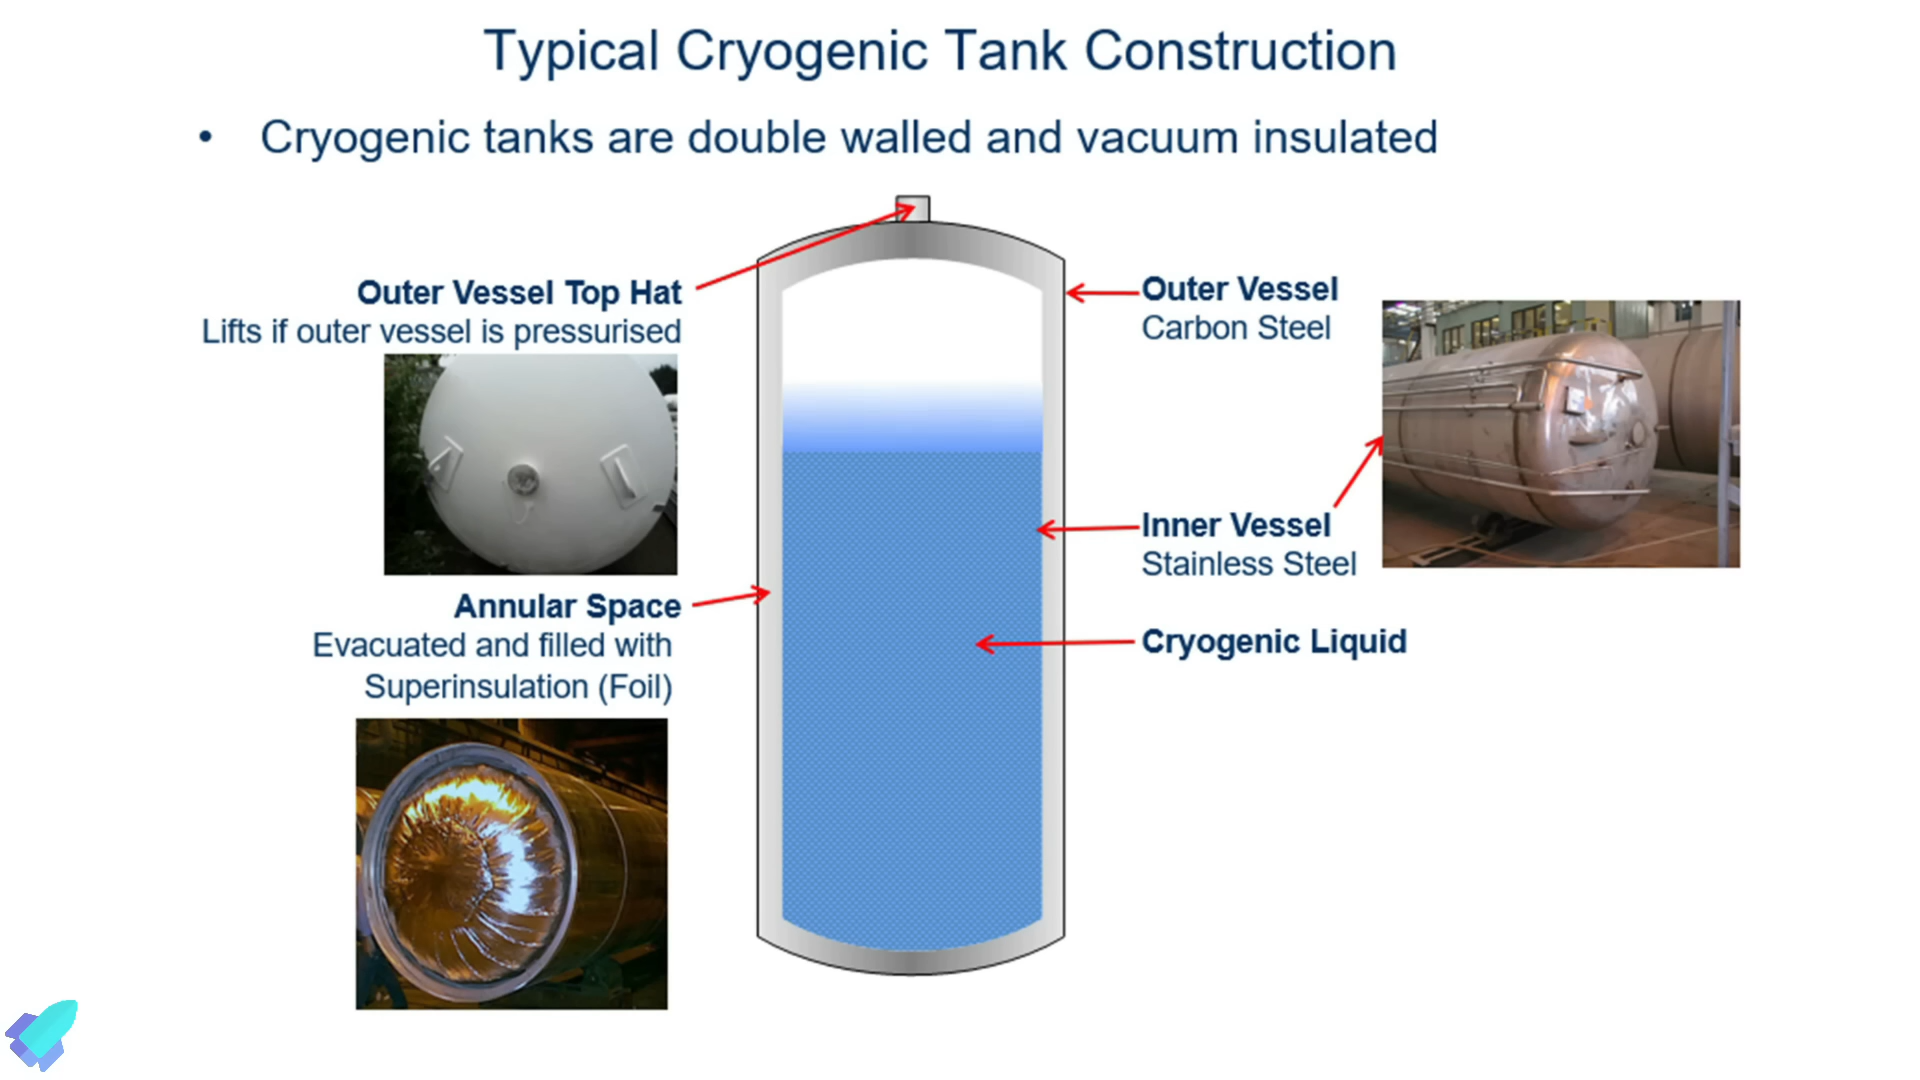 Typical Cryogenic Tank Construction
• Cryogenic tanks are double walled and vacuum insulated
Outer Vessel Top Hat
Lifts if outer vessel is pressurised
Outer Vessel
Carbon Steel
Inner Vessel
Stainless Steel
Annular Space
Evacuated and filled with
Superinsulation (Foil)
Cryogenic Liquid